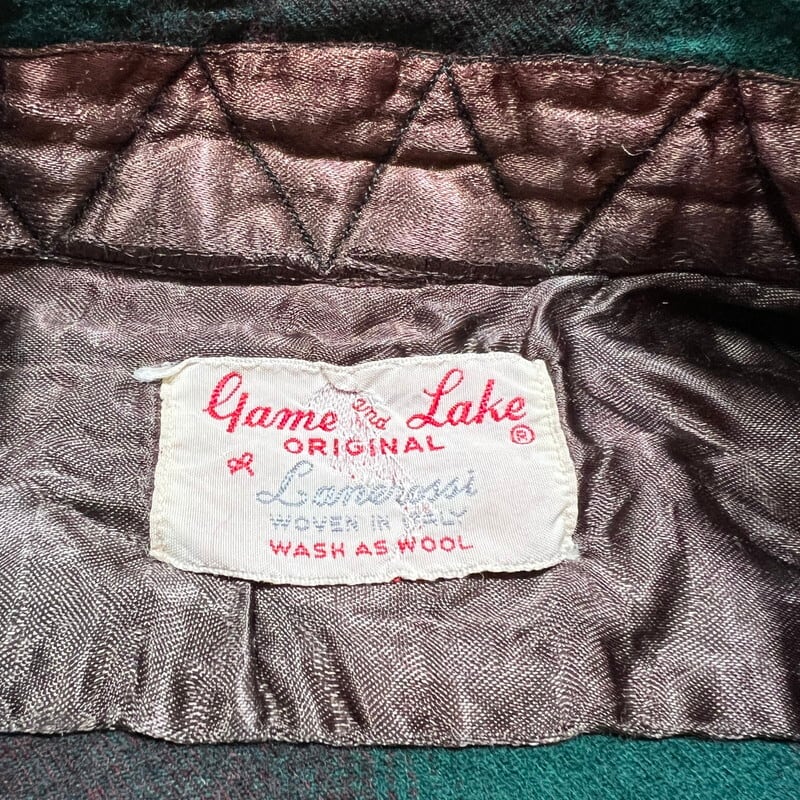 Game and Lake ®
ORIGINAL
A Lanerossi
WOVEN IN ITALY
WASH AS WOOL